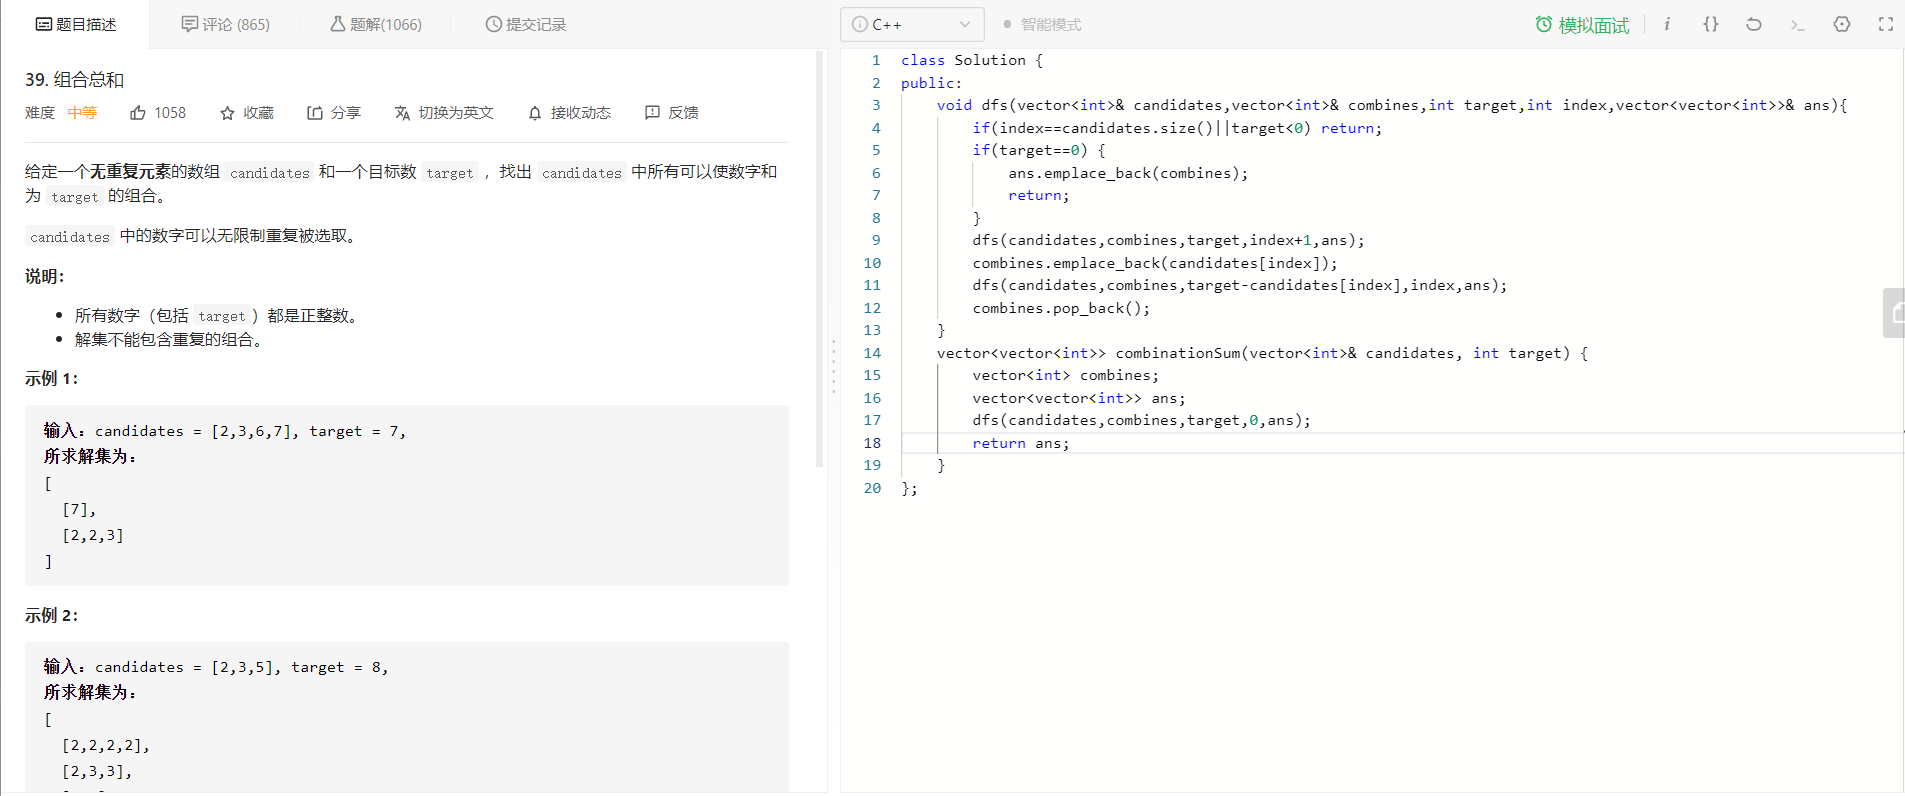 题目描述
评论 (865)
题解(1066)
提交记录
39. 组合总和
难度 中等 1058 收藏 分享 切换为英文 接收动态 反馈
给定一个无重复元素的数组 candidates 和一个目标数 target ，找出 candidates 中所有可以使数字和
为 target 的组合。
candidates 中的数字可以无限制重复被选取。
说明：
• 所有数字（包括 target ）都是正整数。
• 解集不能包含重复的组合。
示例 1：
输入：candidates = [2,3,6,7], target = 7,
所求解集为：
[
[7],
[2,2,3]
]
示例 2：
输入：candidates = [2,3,5], target = 8,
所求解集为：
[
[2,2,2,2],
[2,3,3],
C++
智能模式
模拟面试
i {}
1 class Solution {
2 public:
3 void dfs(vector<int>& candidates,vector<int>& combines,int target,int index,vector<vector<int>>& ans){
4 if(index==candidates.size()||target<0) return;
5 if(target==0) {
6 ans.emplace_back(combines);
7 return;
8 }
9 dfs(candidates,combines,target,index+1,ans);
10 combines.emplace_back(candidates[index]);
11 dfs(candidates,combines,target-candidates[index],index,ans);
12 combines.pop_back();
13 }
14 vector<vector<int>> combinationSum(vector<int>& candidates, int target) {
15 vector<int> combines;
16 vector<vector<int>> ans;
17 dfs(candidates,combines,target,0,ans);
18 return ans;
19 }
20 };